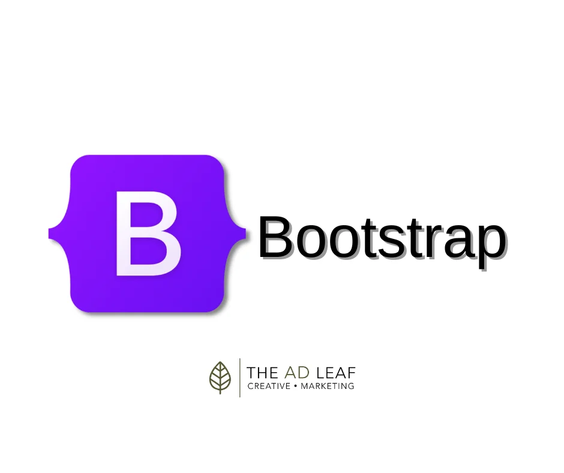 B
Bootstrap
THE AD LEAF
CREATIVE • MARKETING